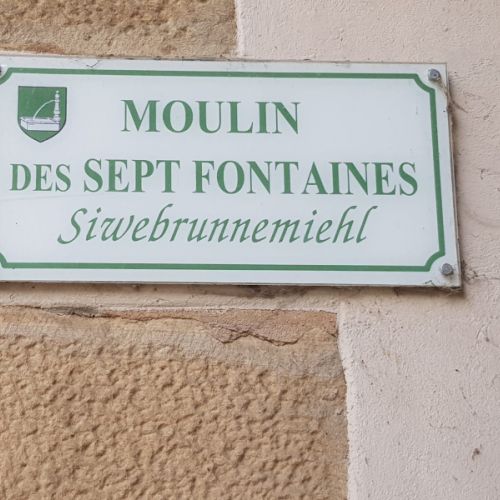 MOULIN
DES SEPT FONTAINES
Siwebrunnemiehl